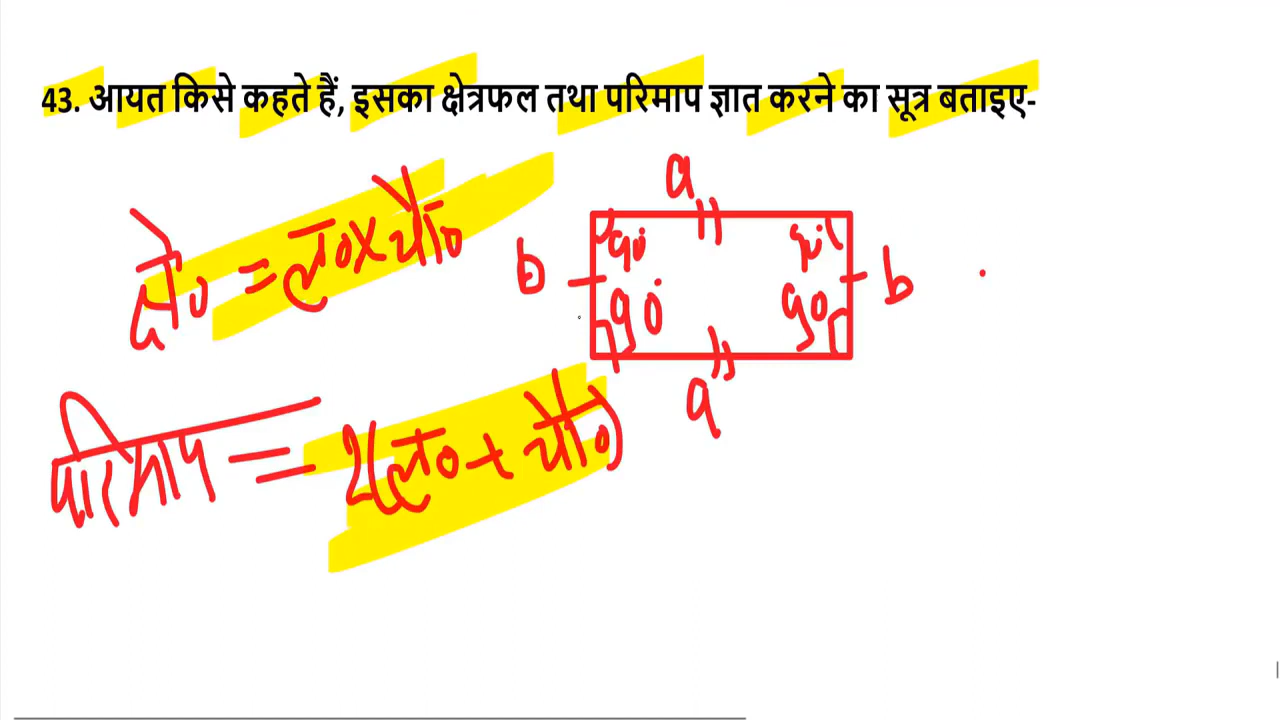 43. आयत किसे कहते हैं, इसका क्षेत्रफल तथा परिमाप ज्ञात करने का सूत्र बताइए-
a
क्षे० = ल०×चौ०
90° 90°
b b
90° 90
a
परिमाप = 2(ल०+चौ०)